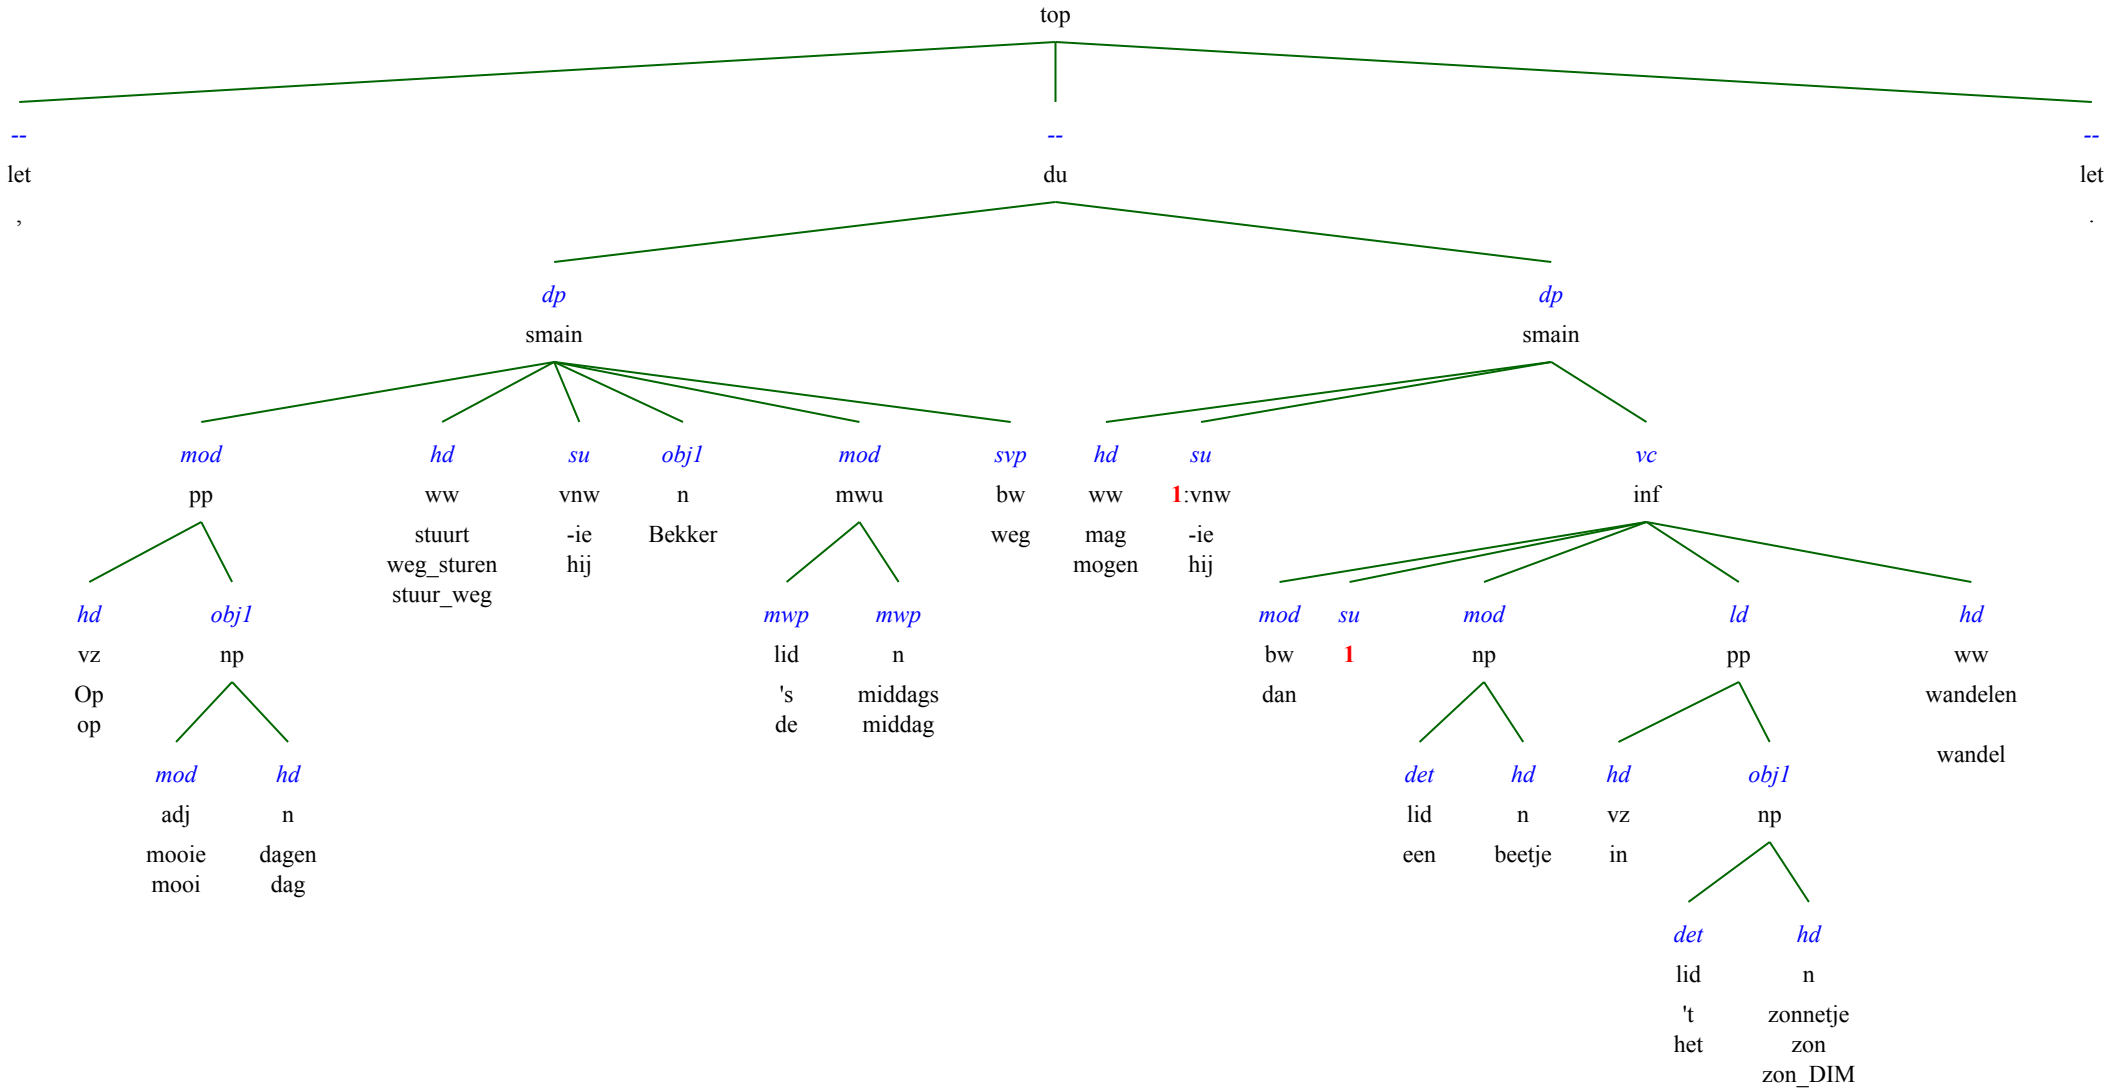 top
-- -- --
let du let
, .
dp dp
smain smain
mod hd su obj1 mod svp hd su vc
pp ww vnw n mwu bw ww 1:vnw inf
stuurt -ie Bekker weg mag -ie
weg_sturen hij mogen hij
stuur_weg
hd obj1 mwp mwp mod su mod ld hd
vz np lid n bw 1 np pp ww
Op 's middags dan wandelen
op de middag
wandel
mod hd det hd hd obj1
adj n lid n vz np
mooie dagen een beetje in
mooi dag
det hd
lid n
't zonnetje
het zon
zon_DIM